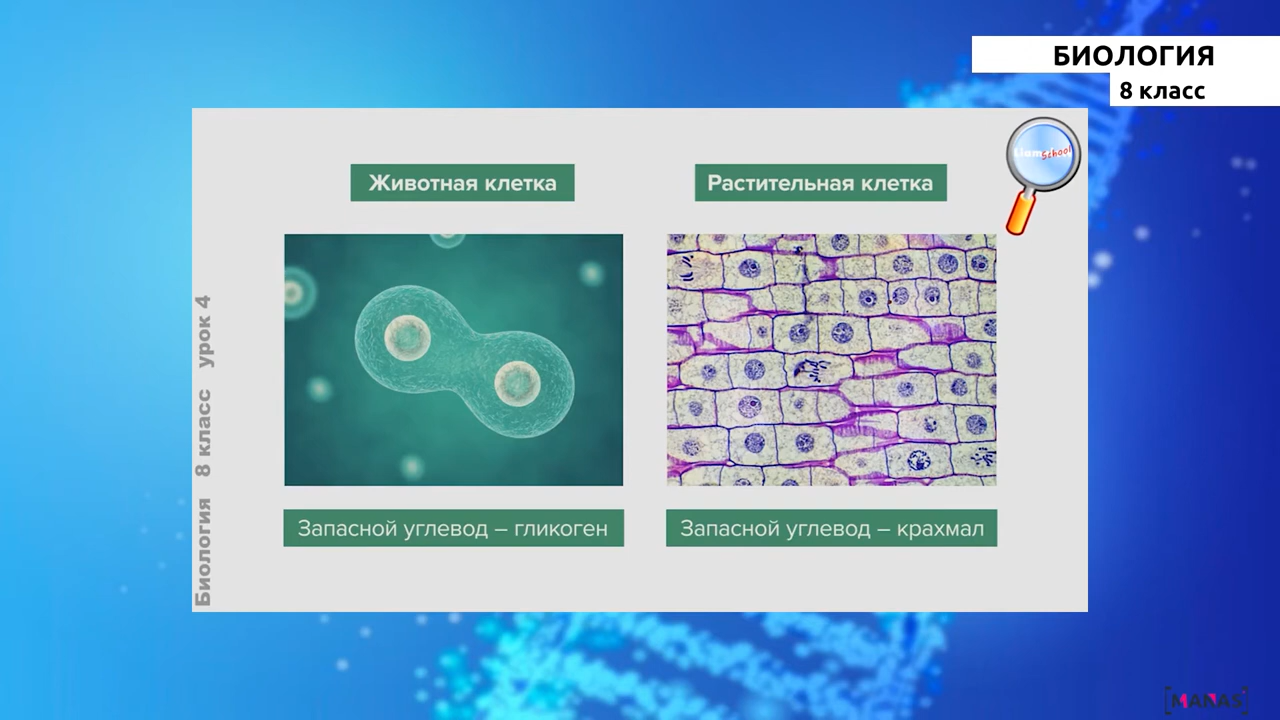 БИОЛОГИЯ
8 класс
LiamSchool
Животная клетка
Растительная клетка
Биология 8 класс урок 4
Запасной углевод – гликоген
Запасной углевод – крахмал
MANAS